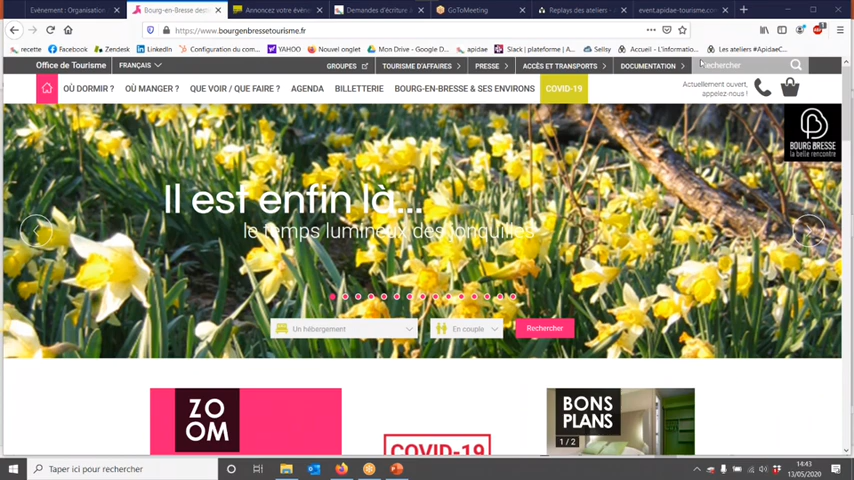 Evénement : Organisation
Bourg-en-Bresse dest
Annoncez votre événem
Demandes d'écriture
GoToMeeting
Replays des ateliers -
event.apidae-tourisme.com
https://www.bourgenbressetourisme.fr
recette
Facebook
Zendesk
LinkedIn
Configuration du com...
YAHOO
Nouvel onglet
Mon Drive - Google D...
apidae
Slack | plateforme | A...
Sellsy
Accueil - L'Informatio...
Les ateliers #ApidaeC...
Office de Tourisme
FRANÇAIS
GROUPES
TOURISME D'AFFAIRES
PRESSE
ACCÈS ET TRANSPORTS
DOCUMENTATION
Rechercher
OÙ DORMIR ?
OÙ MANGER ?
QUE VOIR / QUE FAIRE ?
AGENDA
BILLETTERIE
BOURG-EN-BRESSE & SES ENVIRONS
COVID-19
Actuellement ouvert,
appelez-nous !
BOURG BRESSE
la belle rencontre
Il est enfin là...
le temps lumineux des jonquilles
Un hébergement
En couple
Rechercher
ZO
OM
COVID-19
BONS
PLANS
1 / 2
Taper ici pour rechercher
14:43
13/05/2020